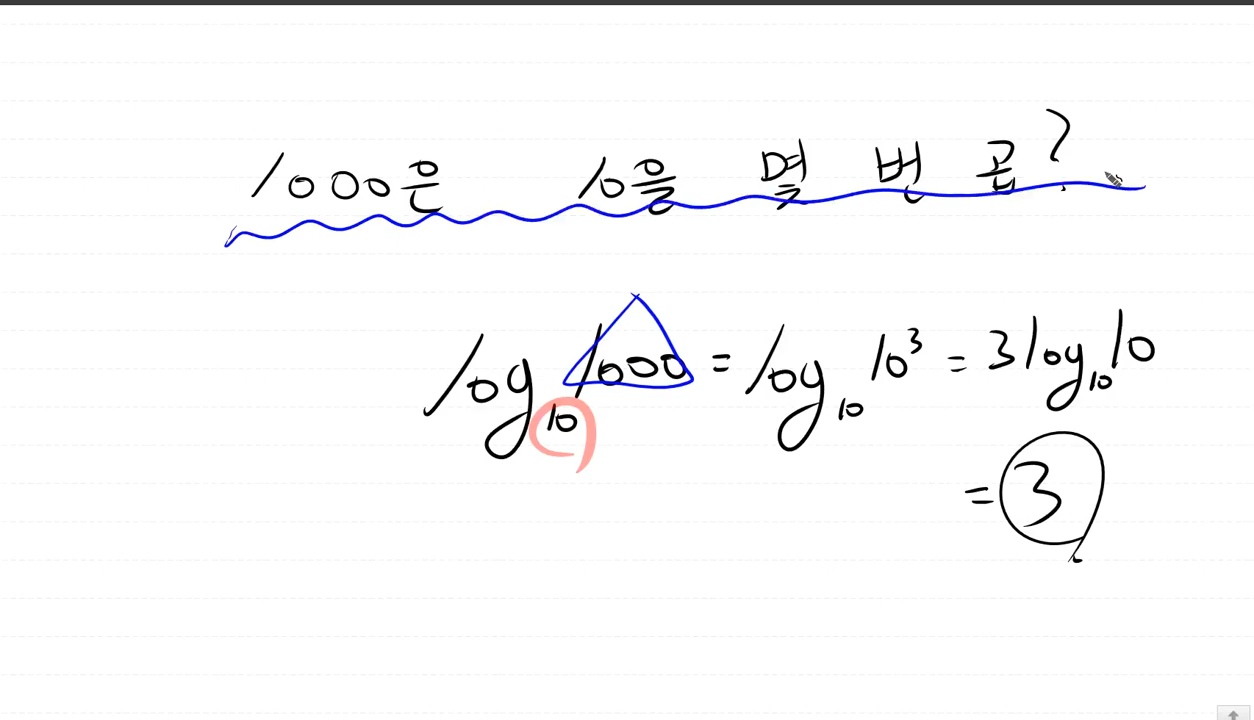 1000은 10을 몇 번 곱?
log₁₀1000 = log₁₀10³ = 3log₁₀10
= 3